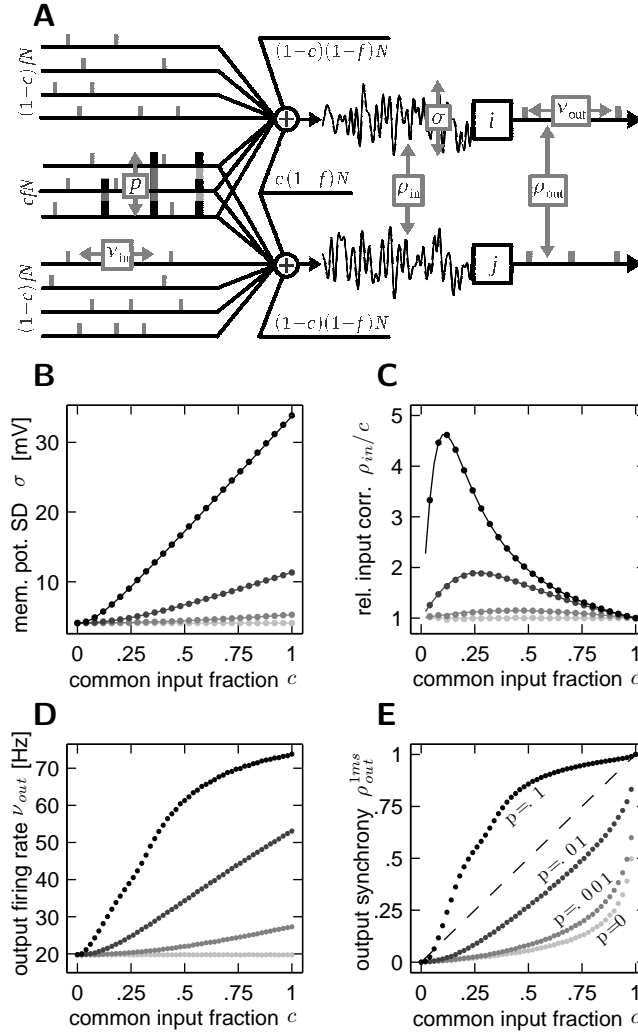 A
(1−c)fN
cfN
(1−c)fN
p
ν_in
(1−c)(1−f)N
c(1−f)N
(1−c)(1−f)N
+
+
σ
ρ_in
i
j
ν_out
ρ_out
B
mem. pot. SD σ [mV]
30
20
10
0 .25 .5 .75 1
common input fraction c
C
rel. input corr. ρ_in/c
5
4
3
2
1
0 .25 .5 .75 1
common input fraction c
D
output firing rate ν_out [Hz]
70
60
50
40
30
20
0 .25 .5 .75 1
common input fraction c
E
output synchrony ρ_out^1ms
1
.75
.5
.25
0
p=.1
p=.01
p=.001
p=0
0 .25 .5 .75 1
common input fraction c